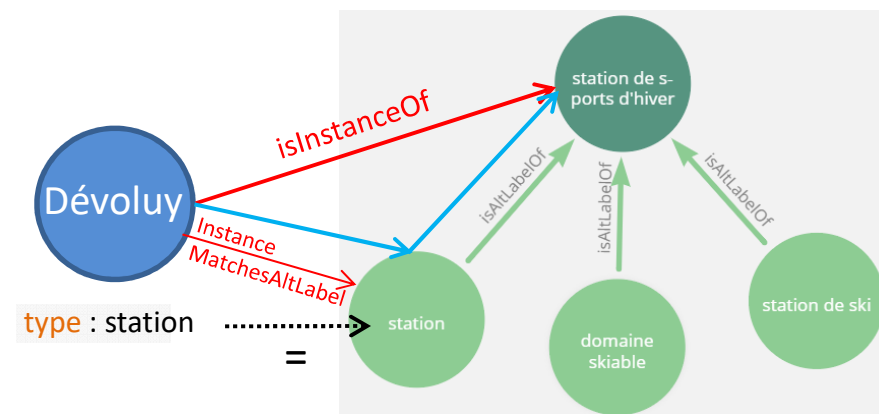 station de s-
ports d'hiver
isInstanceOf
Dévoluy
isAltLabelOf
isAltLabelOf
isAltLabelOf
Instance
MatchesAltLabel
type : station
=
station
domaine
skiable
station de ski